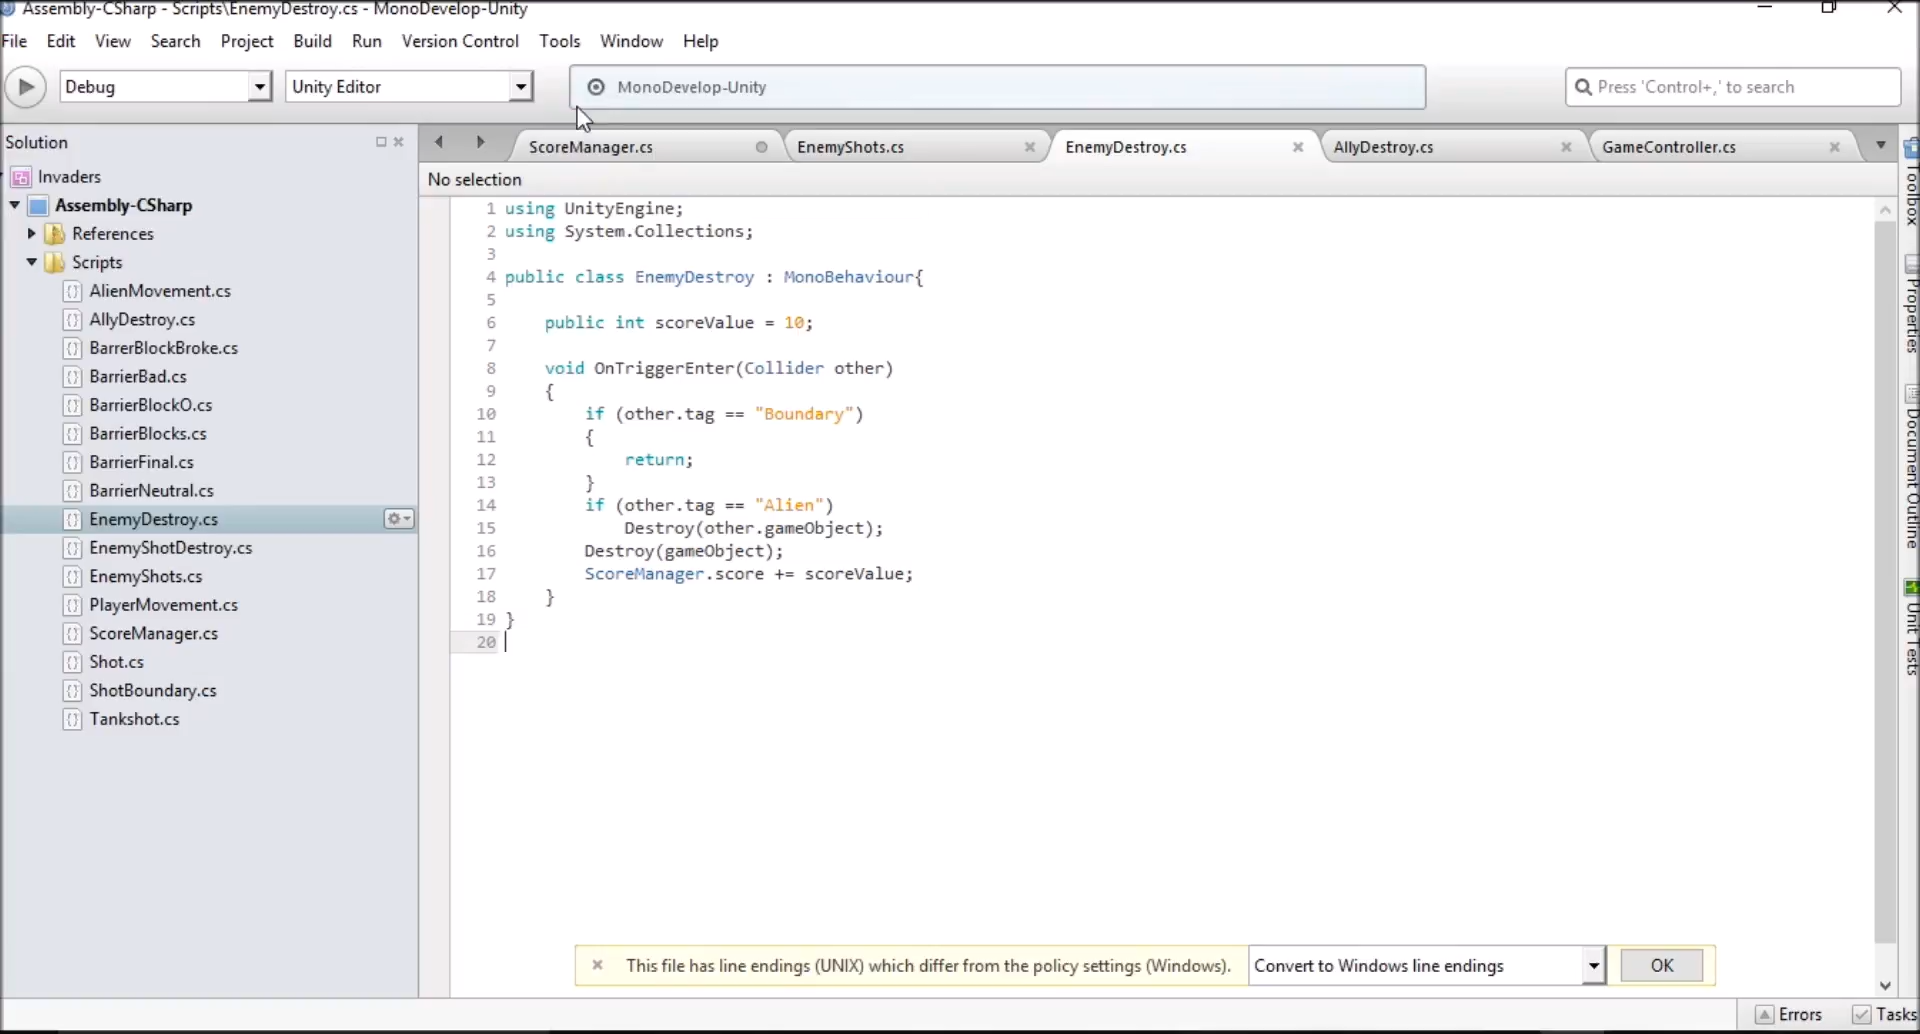 Assembly-CSharp - Scripts\EnemyDestroy.cs - MonoDevelop-Unity
File Edit View Search Project Build Run Version Control Tools Window Help
Debug Unity Editor MonoDevelop-Unity Press 'Control+,' to search
Solution
Invaders
Assembly-CSharp
References
Scripts
AlienMovement.cs
AllyDestroy.cs
BarrerBlockBroke.cs
BarrierBad.cs
BarrierBlockO.cs
BarrierBlocks.cs
BarrierFinal.cs
BarrierNeutral.cs
EnemyDestroy.cs
EnemyShotDestroy.cs
EnemyShots.cs
PlayerMovement.cs
ScoreManager.cs
Shot.cs
ShotBoundary.cs
Tankshot.cs
ScoreManager.cs EnemyShots.cs EnemyDestroy.cs AllyDestroy.cs GameController.cs
No selection
1 using UnityEngine;
2 using System.Collections;
3
4 public class EnemyDestroy : MonoBehaviour{
5
6 public int scoreValue = 10;
7
8 void OnTriggerEnter(Collider other)
9 {
10 if (other.tag == "Boundary")
11 {
12 return;
13 }
14 if (other.tag == "Alien")
15 Destroy(other.gameObject);
16 Destroy(gameObject);
17 ScoreManager.score += scoreValue;
18 }
19 }
20
This file has line endings (UNIX) which differ from the policy settings (Windows). Convert to Windows line endings OK
Toolbox
Properties
Document Outline
Unit Tests
Errors Tasks